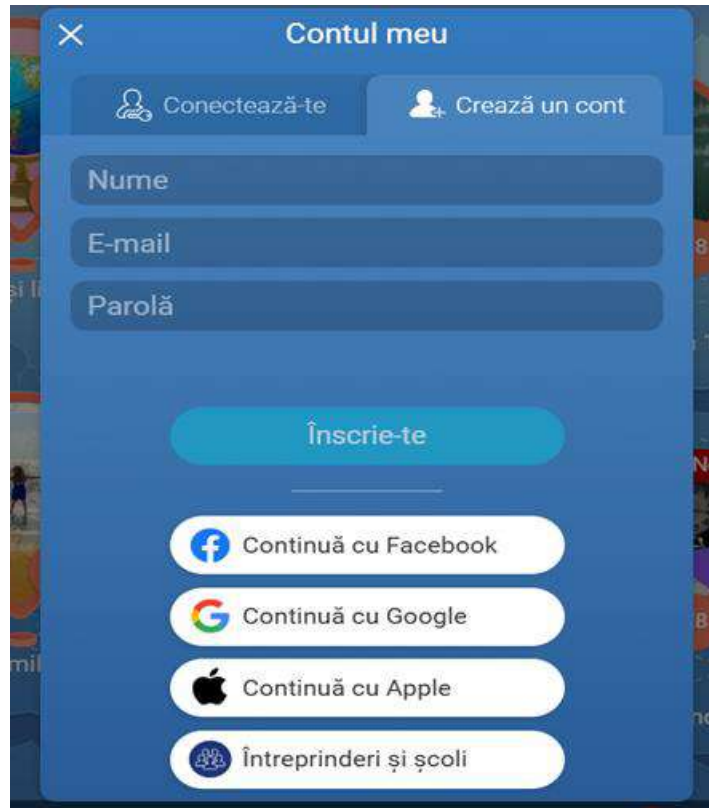 Contul meu
Conectează-te
Crează un cont
Nume
E-mail
Parolă
Înscrie-te
Continuă cu Facebook
Continuă cu Google
Continuă cu Apple
Întreprinderi și școli